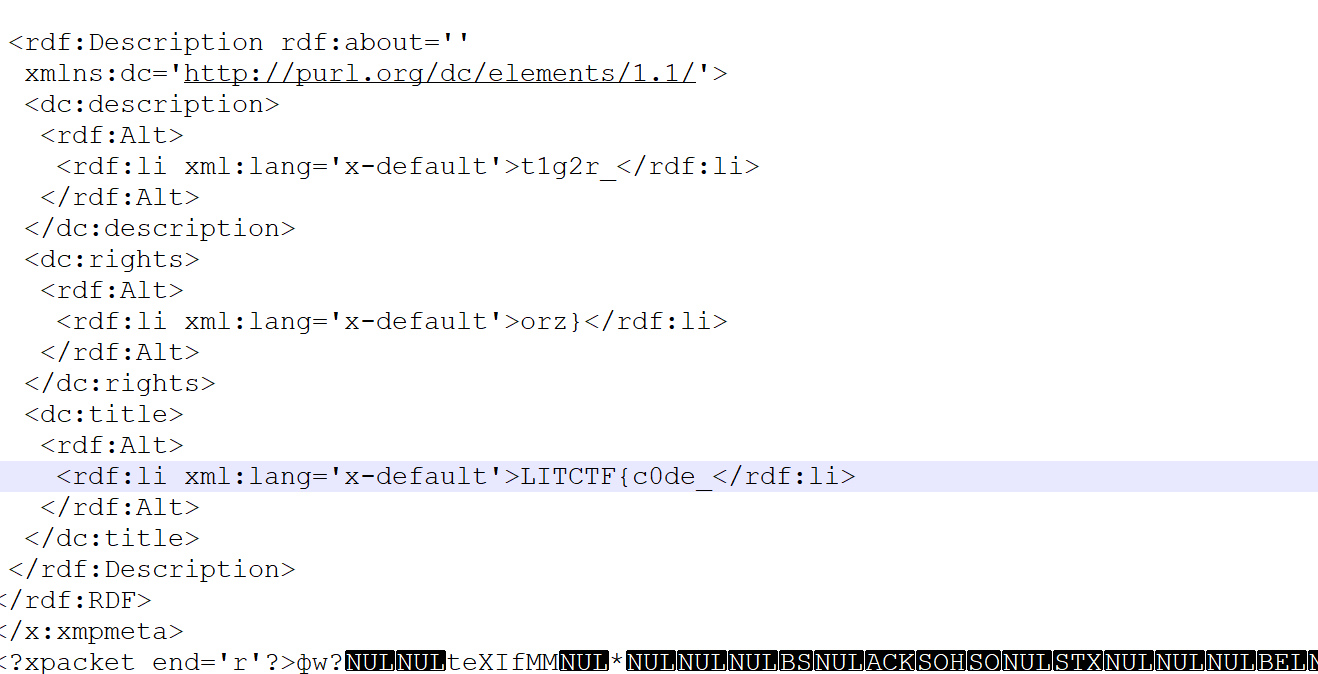 <rdf:Description rdf:about=''
xmlns:dc='http://purl.org/dc/elements/1.1/'>
<dc:description>
<rdf:Alt>
<rdf:li xml:lang='x-default'>t1g2r_</rdf:li>
</rdf:Alt>
</dc:description>
<dc:rights>
<rdf:Alt>
<rdf:li xml:lang='x-default'>orz}</rdf:li>
</rdf:Alt>
</dc:rights>
<dc:title>
<rdf:Alt>
<rdf:li xml:lang='x-default'>LITCTF{c0de_</rdf:li>
</rdf:Alt>
</dc:title>
</rdf:Description>
</rdf:RDF>
</x:xmpmeta>
<?xpacket end='r'?>фw?NULNULteXIfMMNUL*NULNULNULBSNULACKSOHSONULSTXNULNULNULBEL